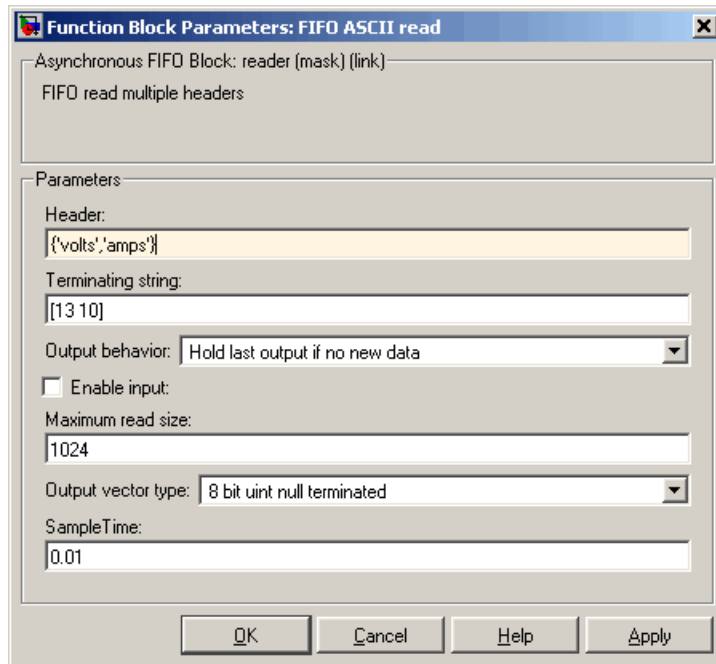 Function Block Parameters: FIFO ASCII read
Asynchronous FIFO Block: reader (mask) (link)
FIFO read multiple headers
Parameters
Header:
{'volts','amps'}
Terminating string:
[13 10]
Output behavior: Hold last output if no new data
Enable input:
Maximum read size:
1024
Output vector type: 8 bit uint null terminated
SampleTime:
0.01
OK Cancel Help Apply